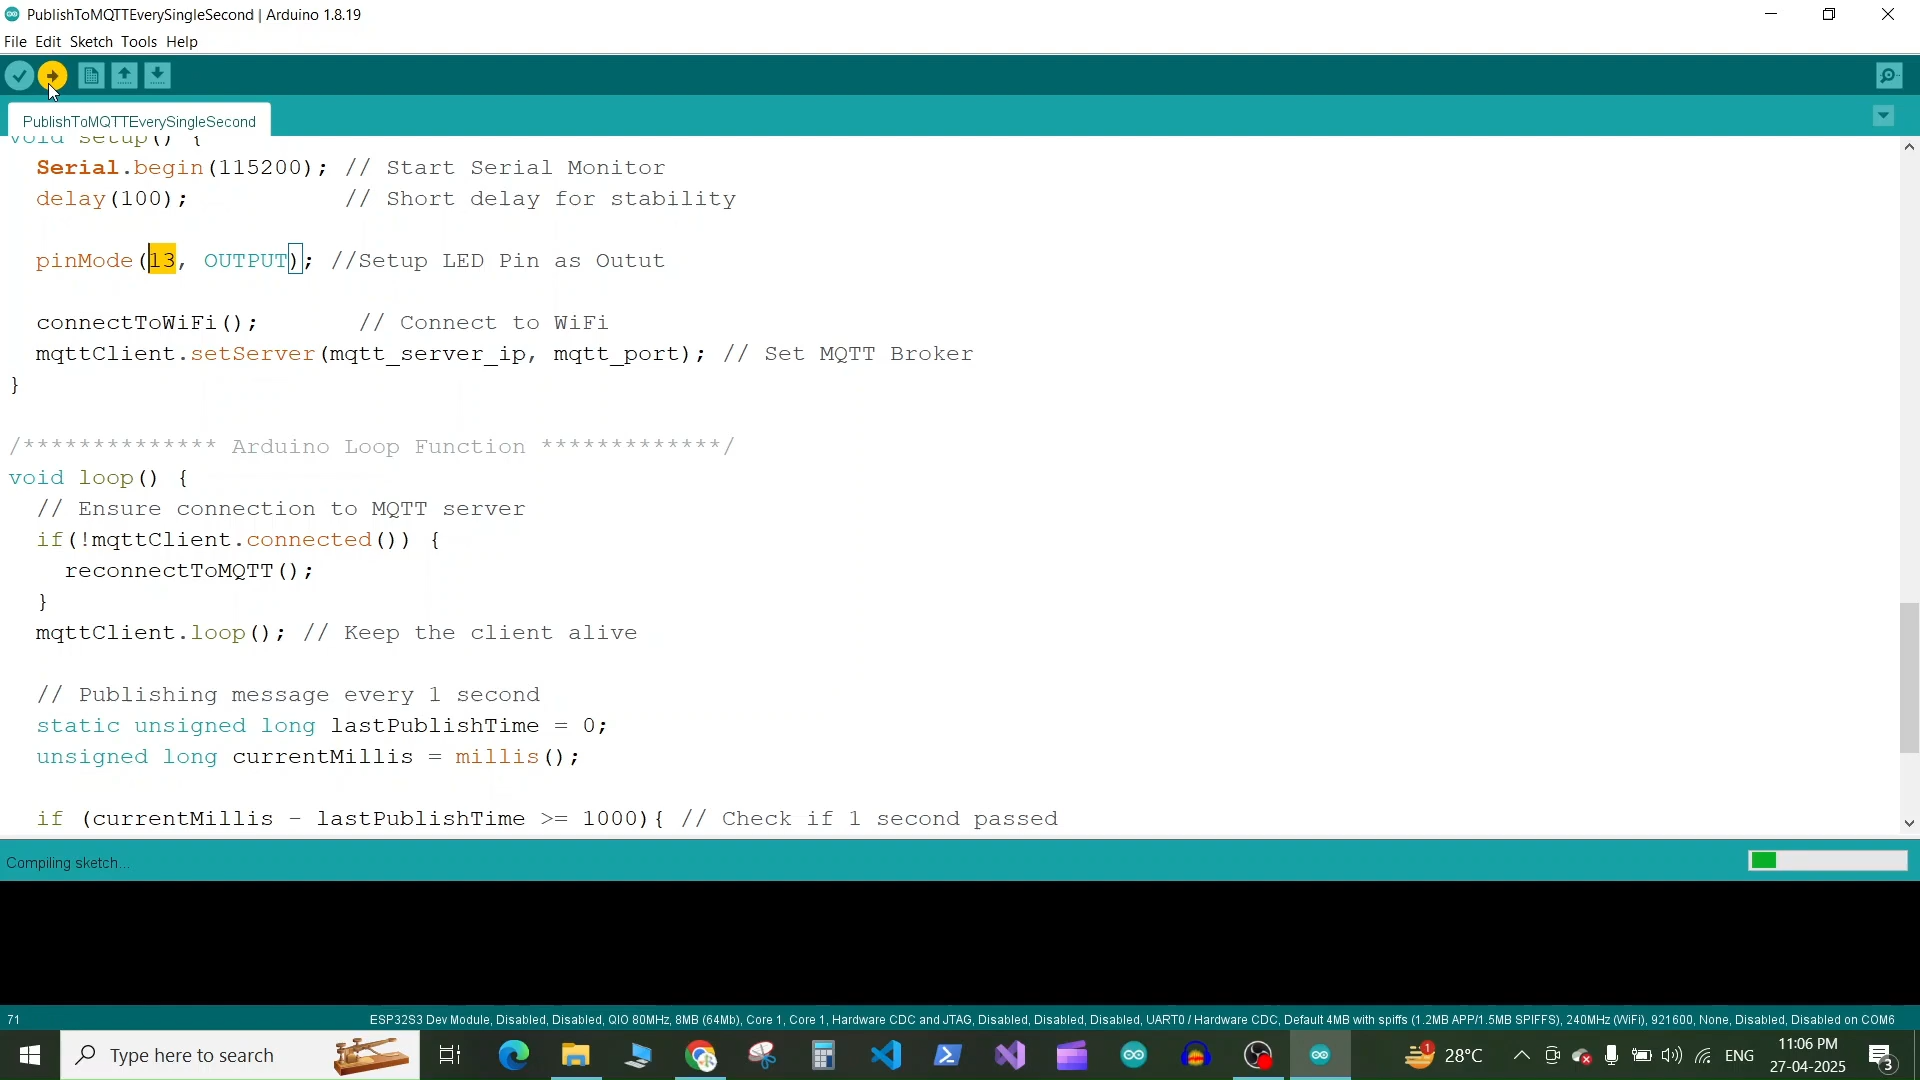 PublishToMQTTEverySingleSecond | Arduino 1.8.19
File Edit Sketch Tools Help
PublishToMQTTEverySingleSecond
void setup() {
Serial.begin(115200); // Start Serial Monitor
delay(100); // Short delay for stability
pinMode(13, OUTPUT); //Setup LED Pin as Outut
connectToWiFi(); // Connect to WiFi
mqttClient.setServer(mqtt_server_ip, mqtt_port); // Set MQTT Broker
}
/************** Arduino Loop Function *************/
void loop() {
// Ensure connection to MQTT server
if(!mqttClient.connected()) {
reconnectToMQTT();
}
mqttClient.loop(); // Keep the client alive
// Publishing message every 1 second
static unsigned long lastPublishTime = 0;
unsigned long currentMillis = millis();
if (currentMillis - lastPublishTime >= 1000){ // Check if 1 second passed
Compiling sketch...
71 ESP32S3 Dev Module, Disabled, Disabled, QIO 80MHz, 8MB (64Mb), Core 1, Core 1, Hardware CDC and JTAG, Disabled, Disabled, Disabled, UART0 / Hardware CDC, Default 4MB with spiffs (1.2MB APP/1.5MB SPIFFS), 240MHz (WiFi), 921600, None, Disabled, Disabled on COM6
Type here to search
1
28°C
ENG
11:06 PM
27-04-2025
3